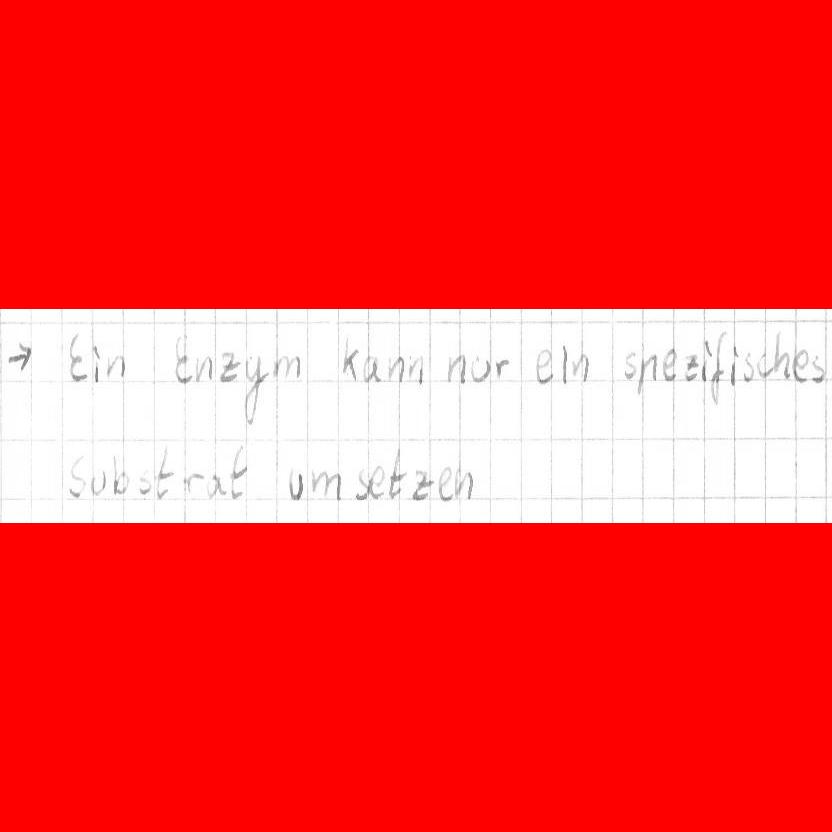 → Ein Enzym kann nur ein spezifisches
Substrat umsetzen